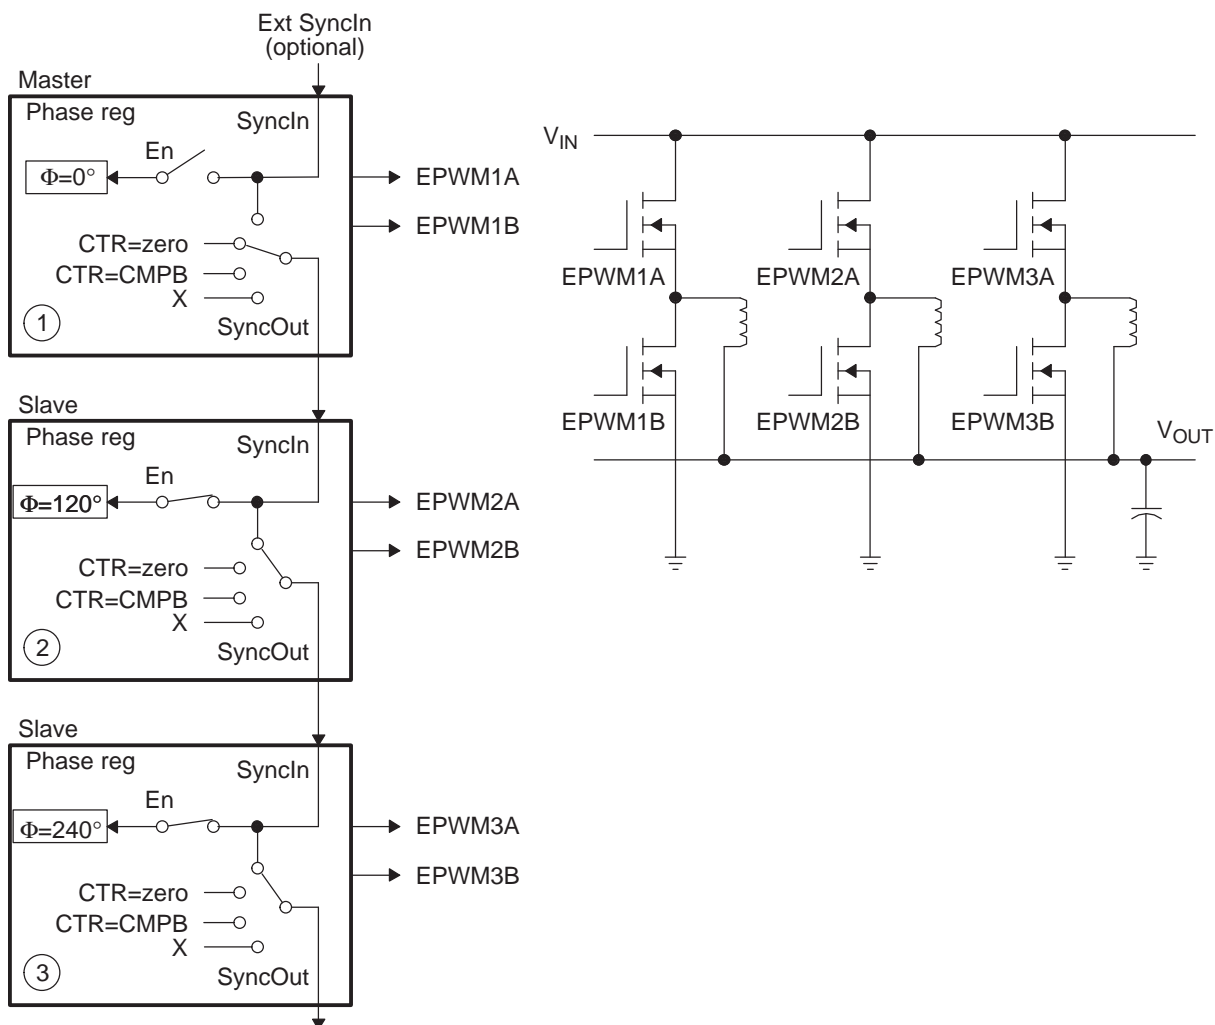 Ext SyncIn
(optional)
Master
Phase reg
SyncIn
En
Φ=0°
EPWM1A
EPWM1B
CTR=zero
CTR=CMPB
X
1
SyncOut
Slave
Phase reg
SyncIn
En
Φ=120°
EPWM2A
EPWM2B
CTR=zero
CTR=CMPB
X
2
SyncOut
Slave
Phase reg
SyncIn
En
Φ=240°
EPWM3A
EPWM3B
CTR=zero
CTR=CMPB
X
3
SyncOut
VIN
EPWM1A
EPWM2A
EPWM3A
EPWM1B
EPWM2B
EPWM3B
VOUT